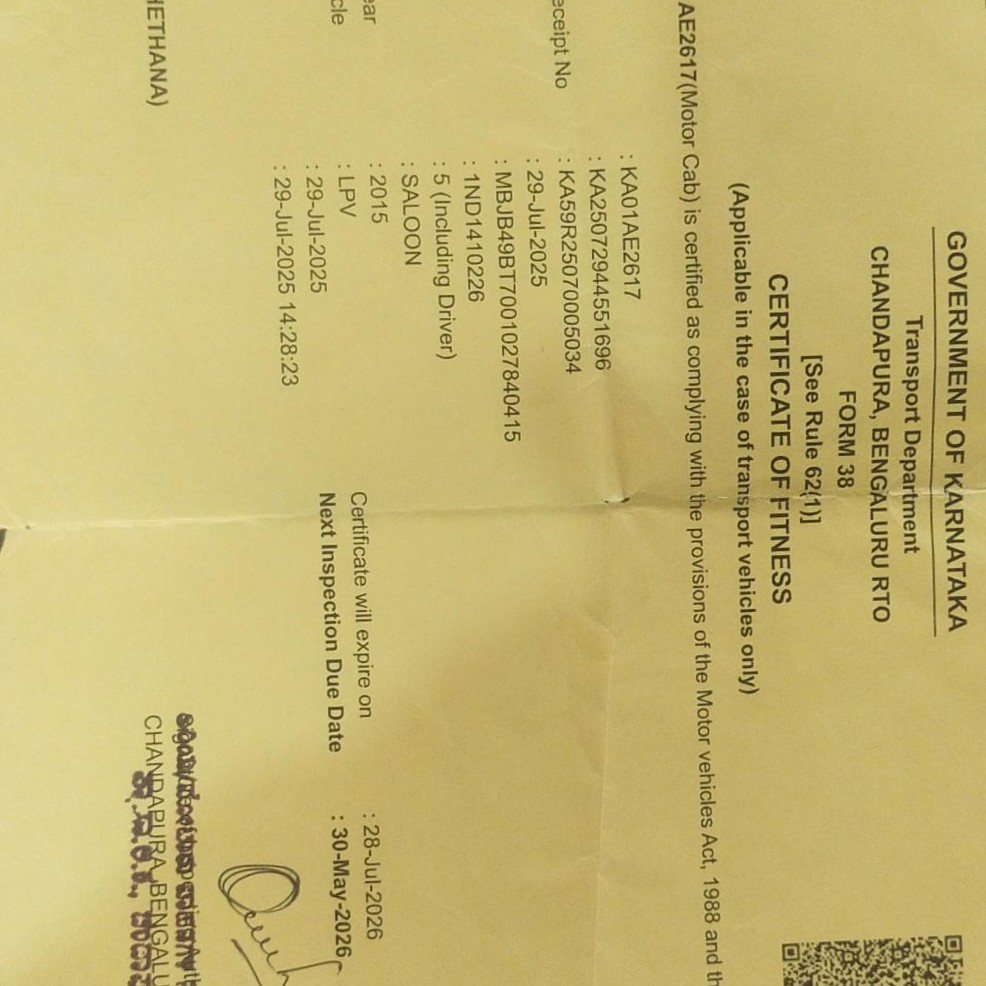 GOVERNMENT OF KARNATAKA
Transport Department
CHANDAPURA, BENGALURU RTO
FORM 38
[See Rule 62(1)]
CERTIFICATE OF FITNESS
(Applicable in the case of transport vehicles only)
AE2617(Motor Cab) is certified as complying with the provisions of the Motor vehicles Act, 1988 and th
: KA01AE2617
: KA25072944551696
eceipt No : KA59R25070005034
: 29-Jul-2025
: MBJB49BT7001027840415
: 1ND1410226
: 5 (Including Driver)
: SALOON
ear : 2015
cle : LPV
Certificate will expire on : 28-Jul-2026
: 29-Jul-2025
Next Inspection Due Date : 30-May-2026
: 29-Jul-2025 14:28:23
HETHANA)
CHANDAPURA, BENGALU